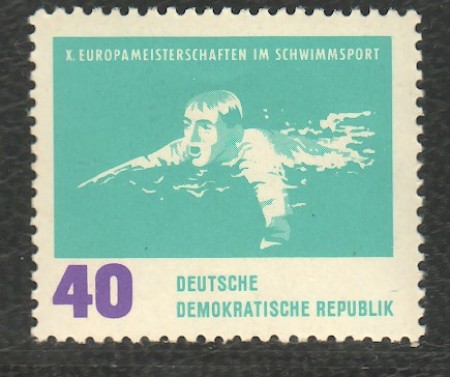 X. EUROPAMEISTERSCHAFTEN IM SCHWIMMSPORT
40
DEUTSCHE
DEMOKRATISCHE REPUBLIK